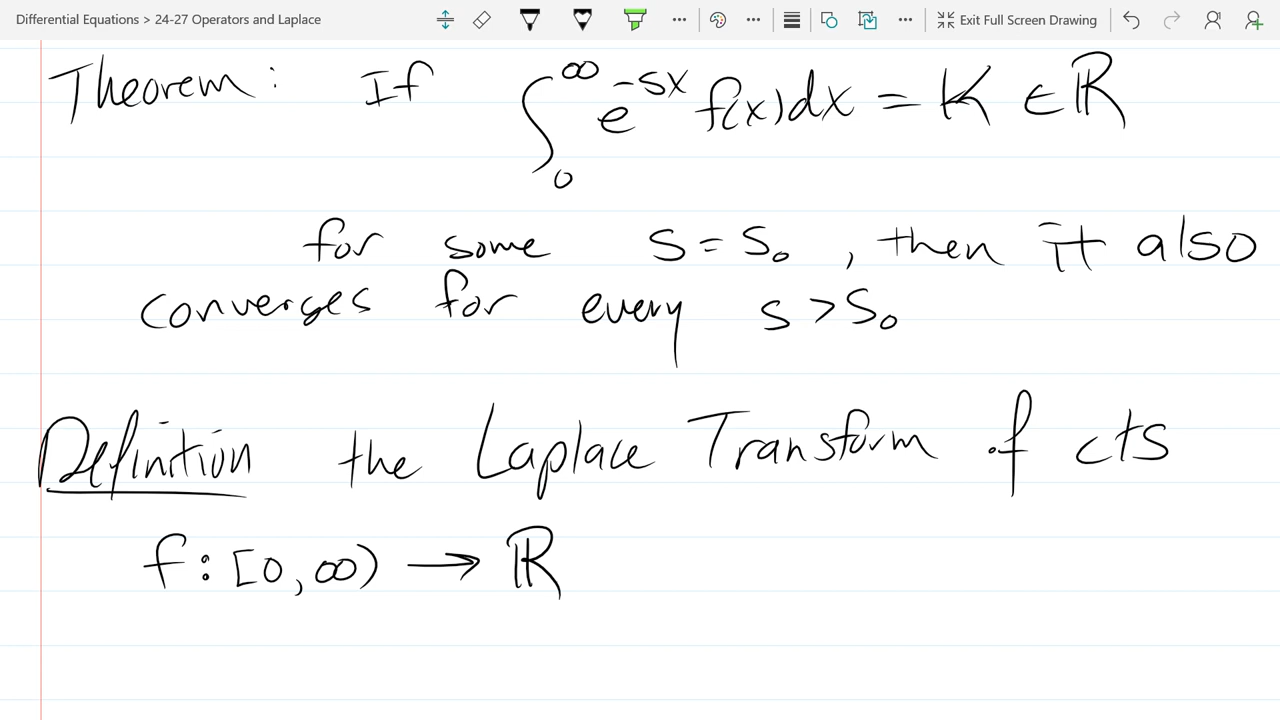 Differential Equations > 24-27 Operators and Laplace
Exit Full Screen Drawing
Theorem: If ∫₀^∞ e^{-sx} f(x)dx = K ∈ ℝ
for some s = s₀, then it also
converges for every s > s₀
Definition the Laplace Transform of cts
f: [0, ∞) → ℝ